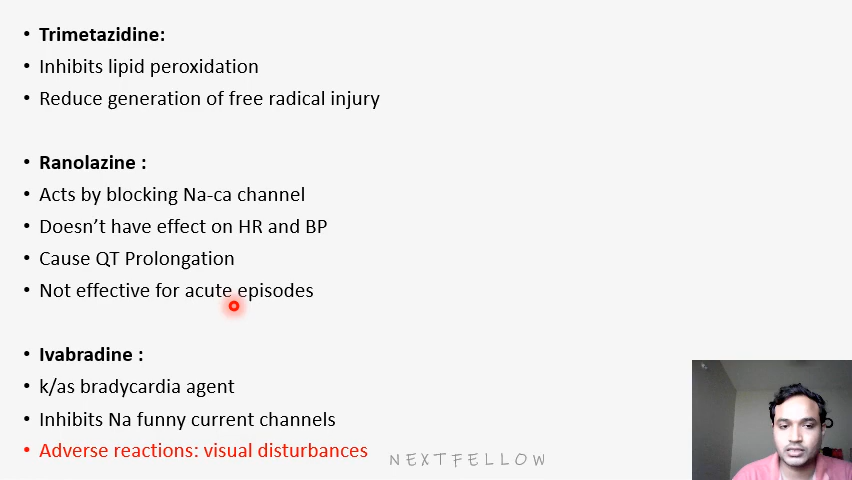 • Trimetazidine:
• Inhibits lipid peroxidation
• Reduce generation of free radical injury
• Ranolazine :
• Acts by blocking Na-ca channel
• Doesn’t have effect on HR and BP
• Cause QT Prolongation
• Not effective for acute episodes
• Ivabradine :
• k/as bradycardia agent
• Inhibits Na funny current channels
• Adverse reactions: visual disturbances
NEXTFELLOW